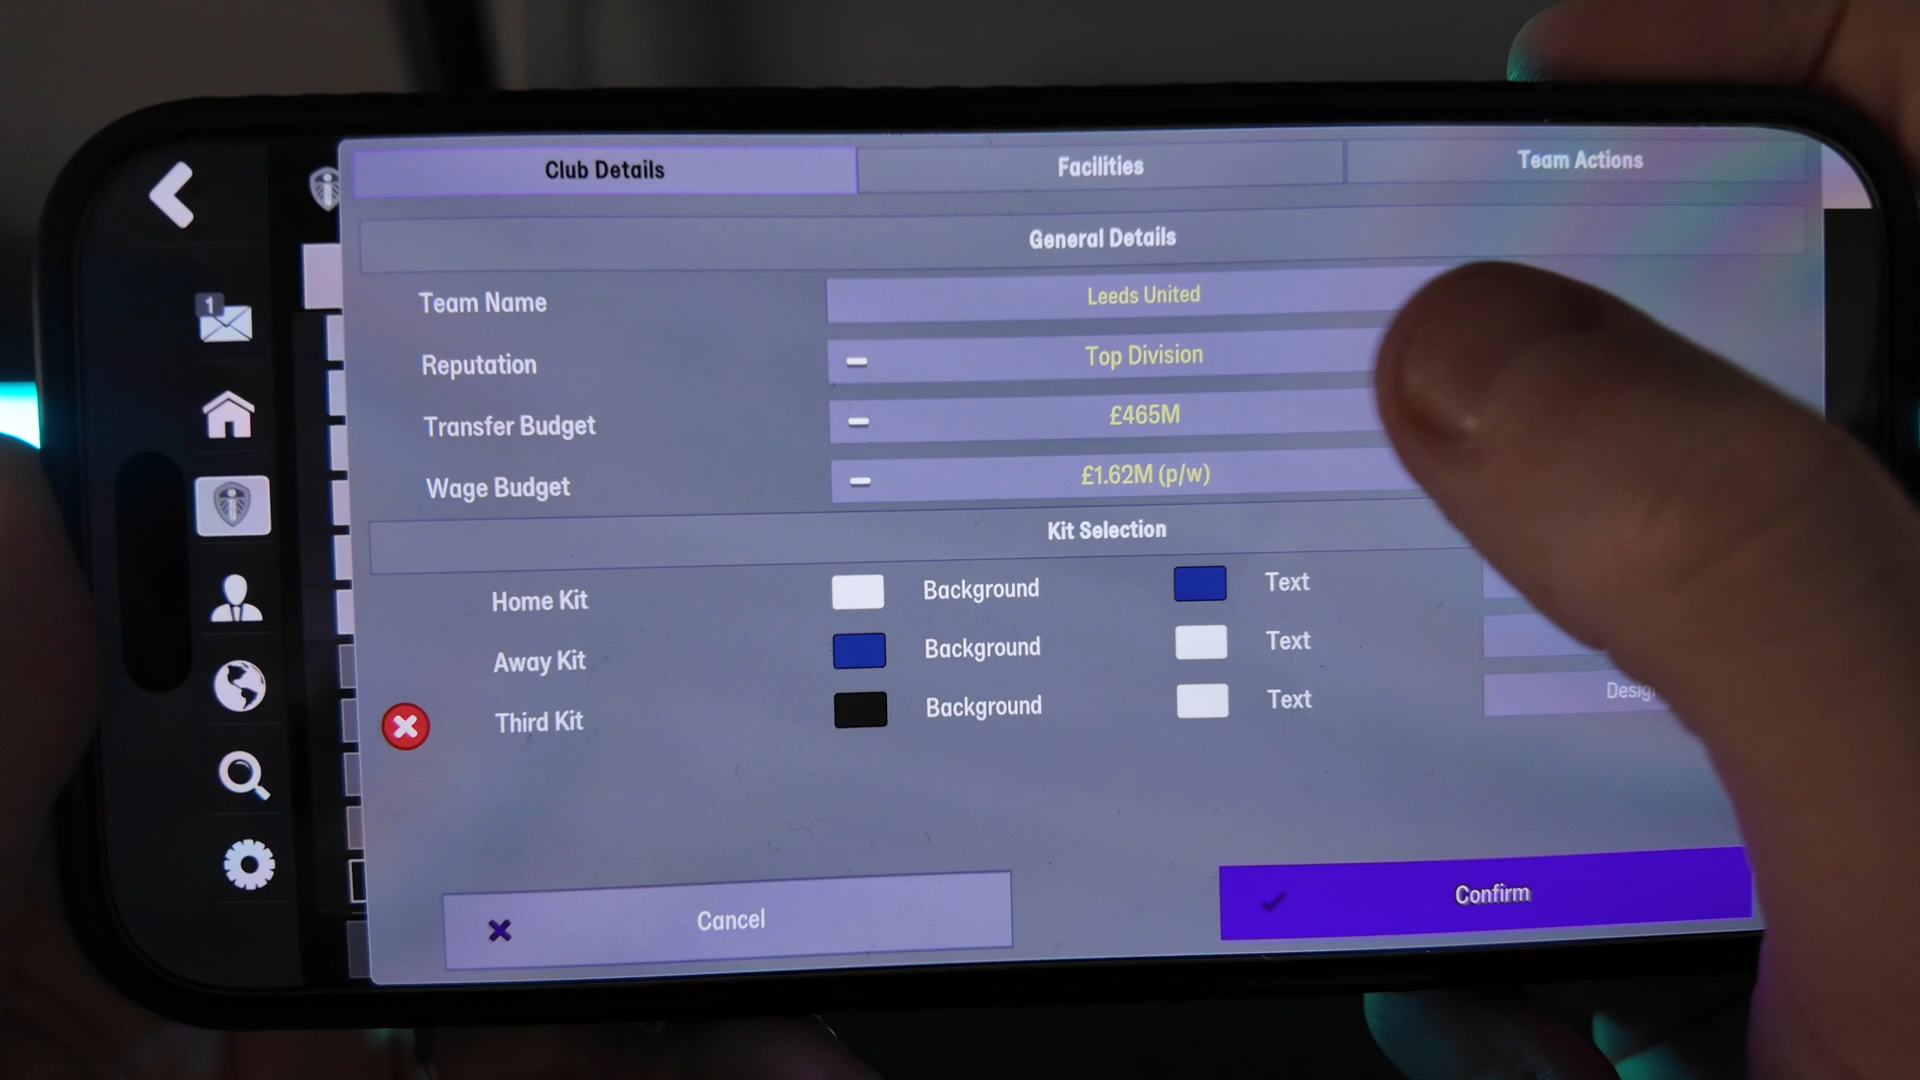 Club Details
Facilities
Team Actions
General Details
Team Name
Leeds United
Reputation
Top Division
Transfer Budget
£465M
Wage Budget
£1.62M (p/w)
Kit Selection
Home Kit
Background
Text
Away Kit
Background
Text
Third Kit
Background
Text
1
Cancel
Confirm